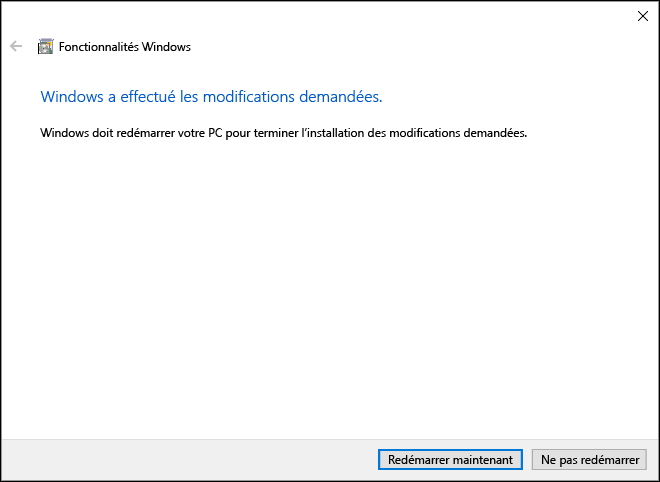 Fonctionnalités Windows
Windows a effectué les modifications demandées.
Windows doit redémarrer votre PC pour terminer l'installation des modifications demandées.
Redémarrer maintenant
Ne pas redémarrer